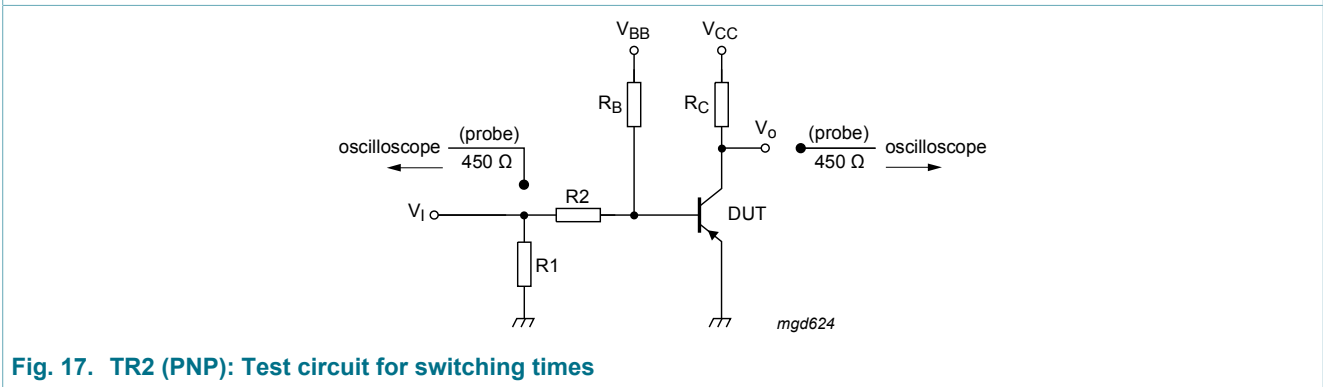 VBB
VCC
RB
RC
Vo
(probe)
450 Ω
oscilloscope
(probe)
450 Ω
oscilloscope
R2
VI
DUT
R1
mgd624
Fig. 17. TR2 (PNP): Test circuit for switching times